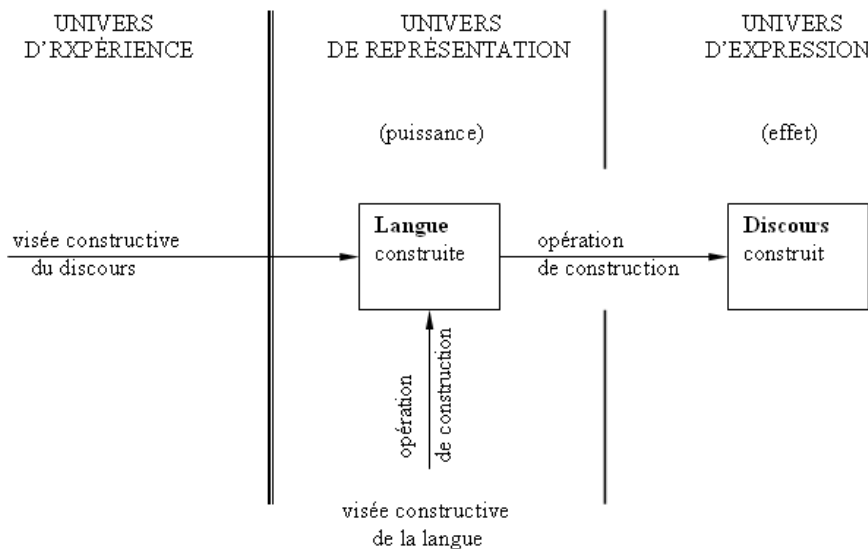 UNIVERS
D'RXPÉRIENCE
UNIVERS
DE REPRÉSENTATION
UNIVERS
D'EXPRESSION
(puissance)
(effet)
visée constructive
du discours
Langue
construite
opération
de construction
Discours
construit
opération
de construction
visée constructive
de la langue